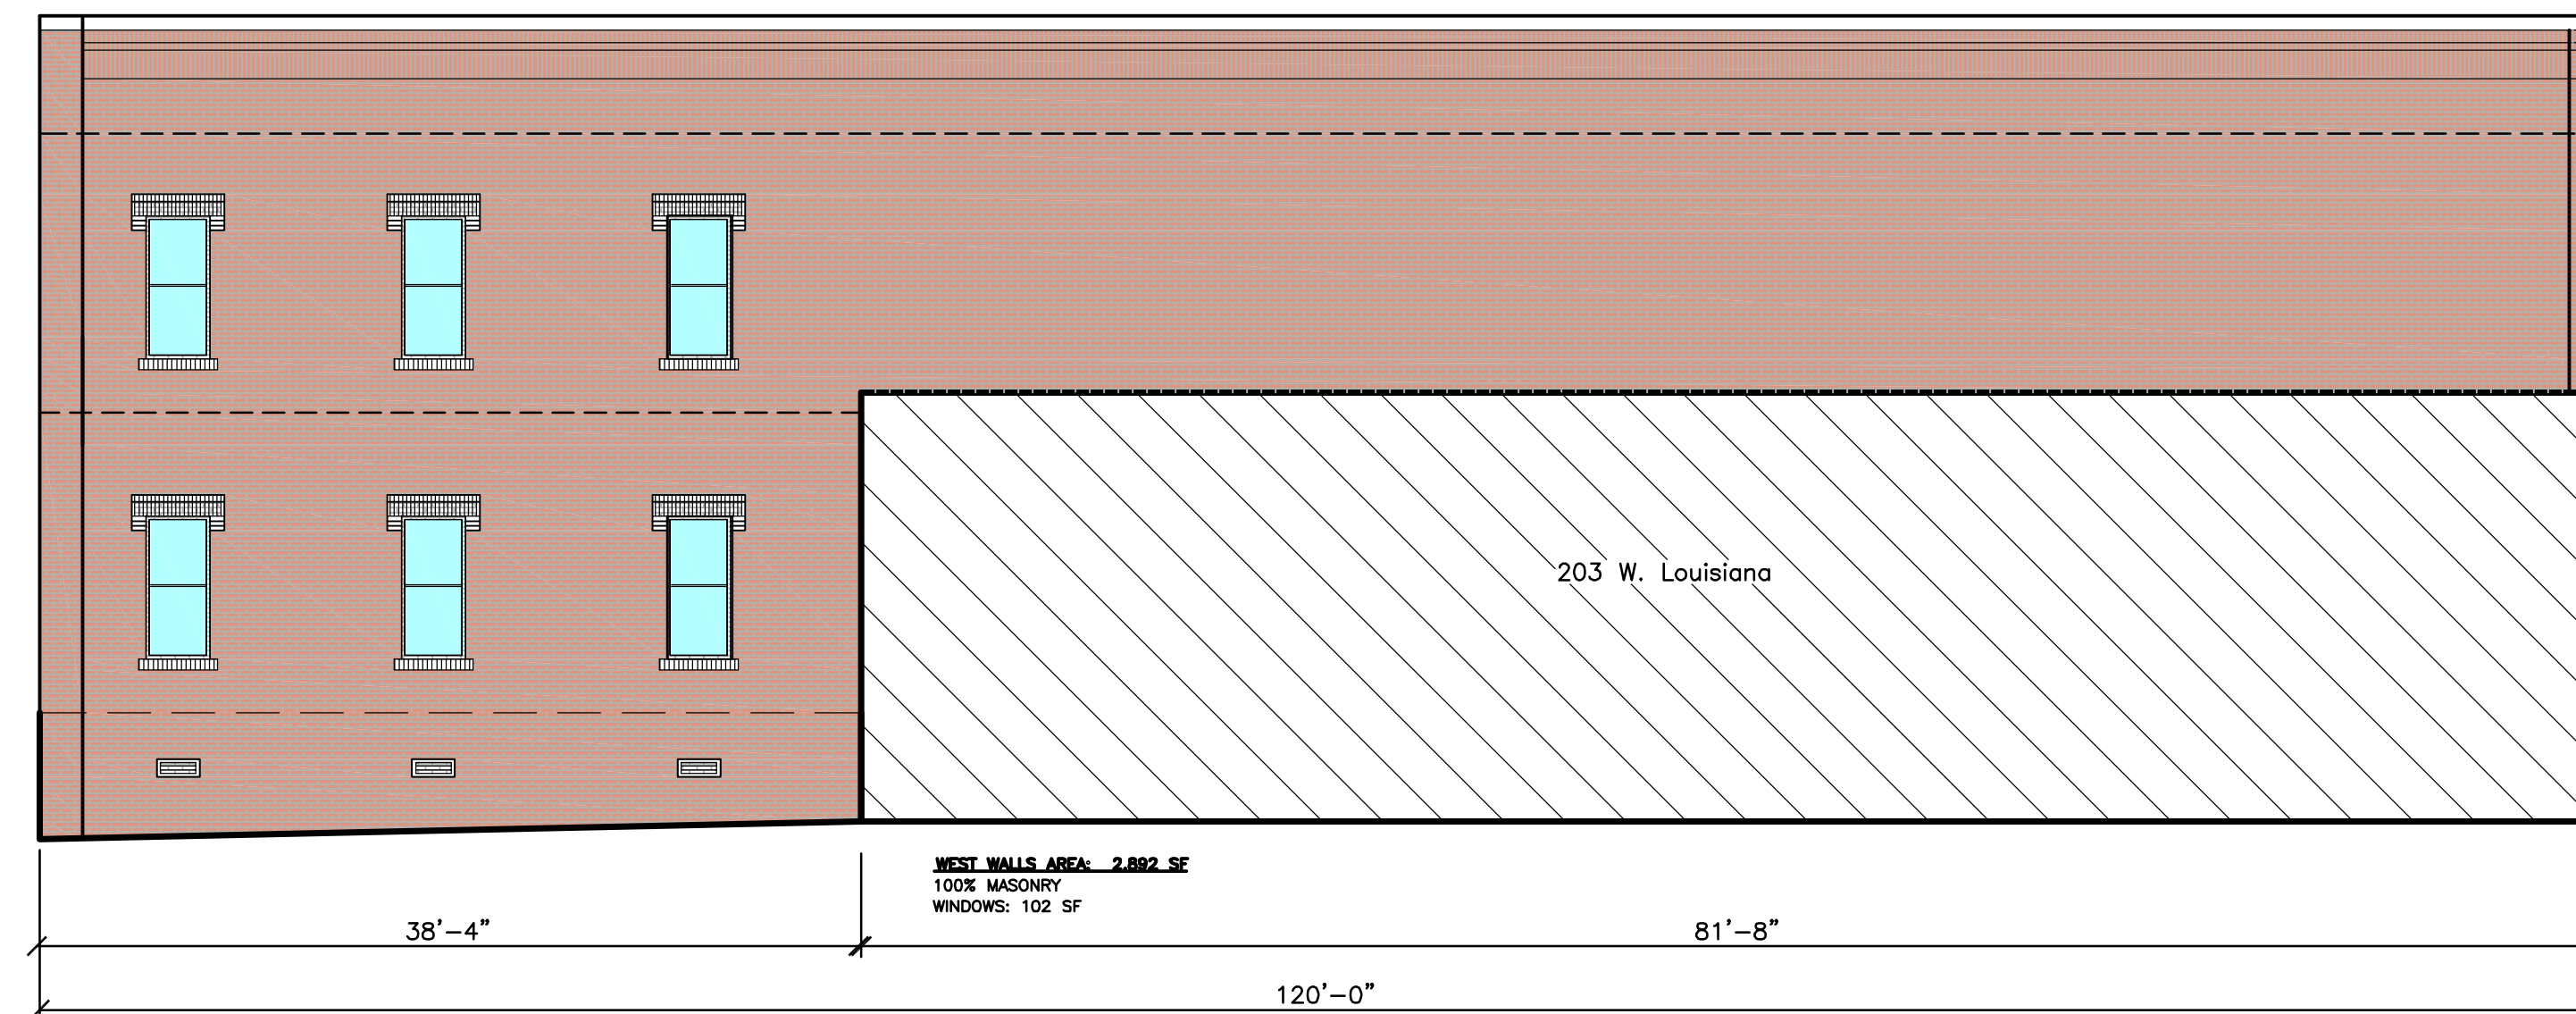 203 W. Louisiana
WEST WALLS AREA: 2,892 SF
100% MASONRY
WINDOWS: 102 SF
38'-4"
81'-8"
120'-0"